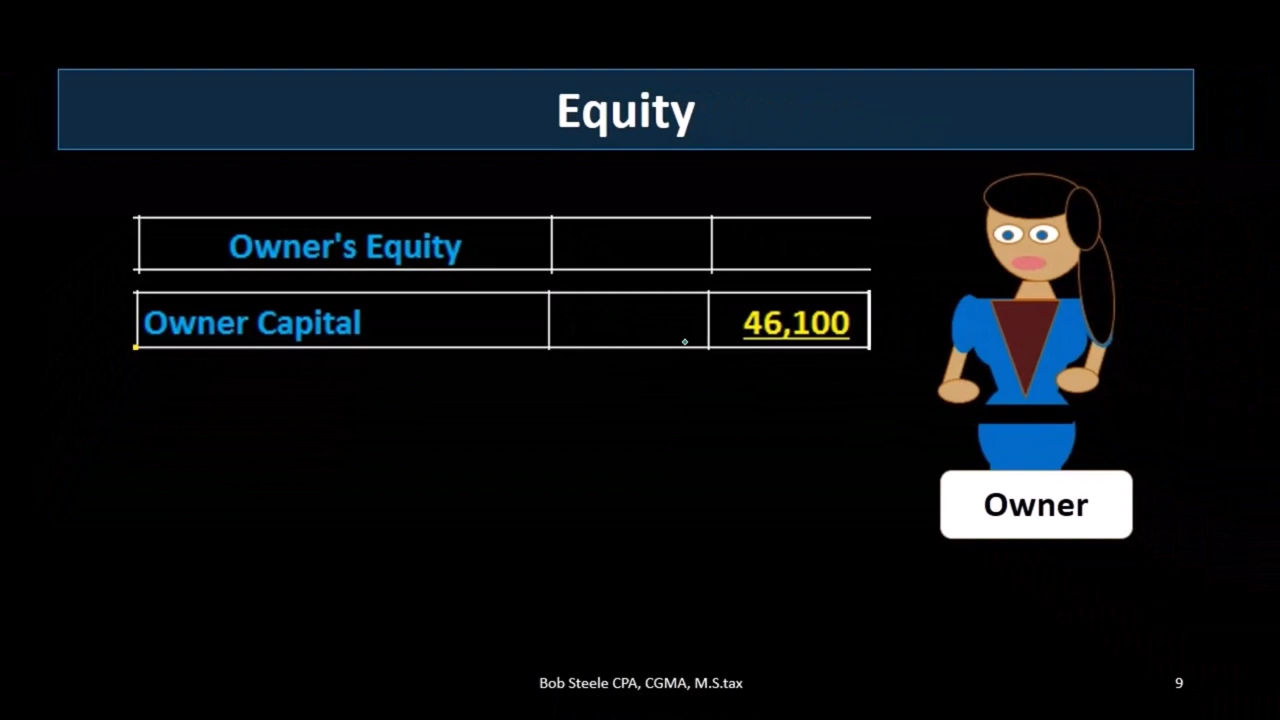 Equity
Owner's Equity
Owner Capital 46,100
Owner
Bob Steele CPA, CGMA, M.S.tax 9